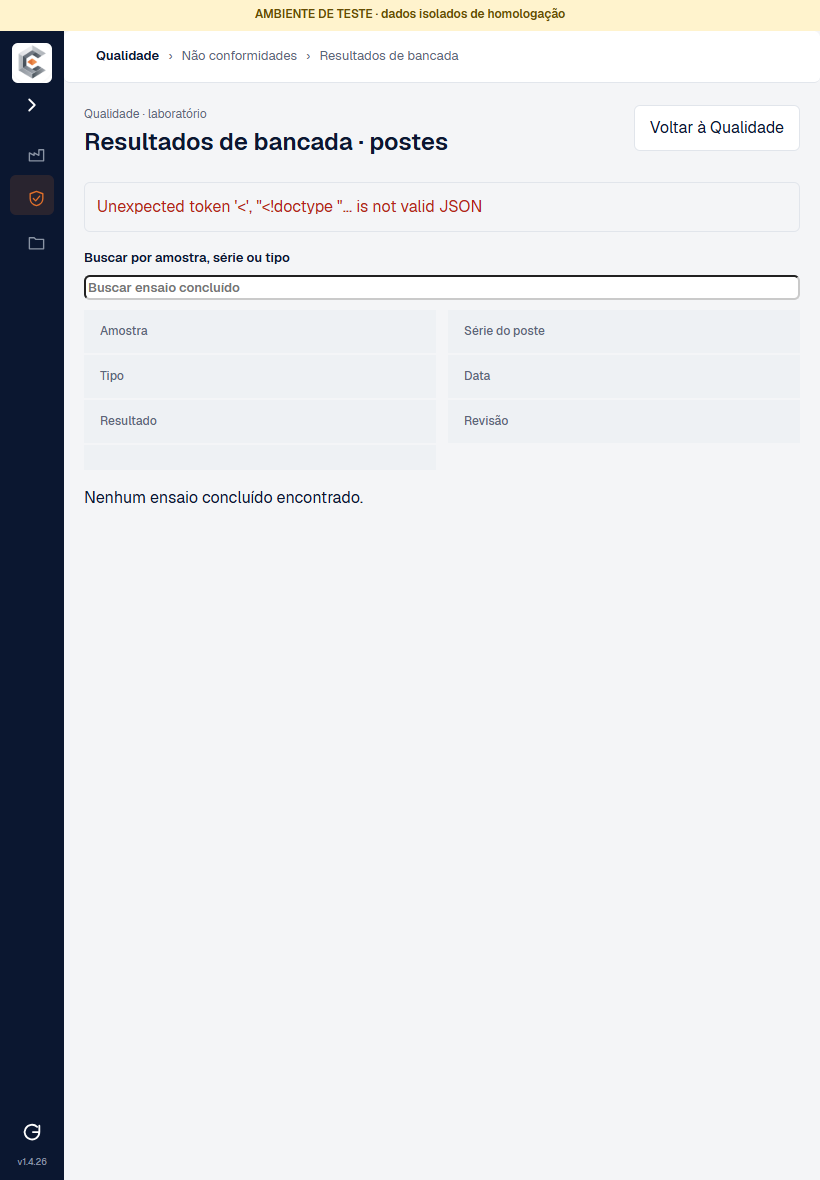 AMBIENTE DE TESTE · dados isolados de homologação
Qualidade › Não conformidades › Resultados de bancada
Qualidade · laboratório
Resultados de bancada · postes
Voltar à Qualidade
Unexpected token '<', "<!doctype "... is not valid JSON
Buscar por amostra, série ou tipo
Buscar ensaio concluído
Amostra
Série do poste
Tipo
Data
Resultado
Revisão
Nenhum ensaio concluído encontrado.
v1.4.26